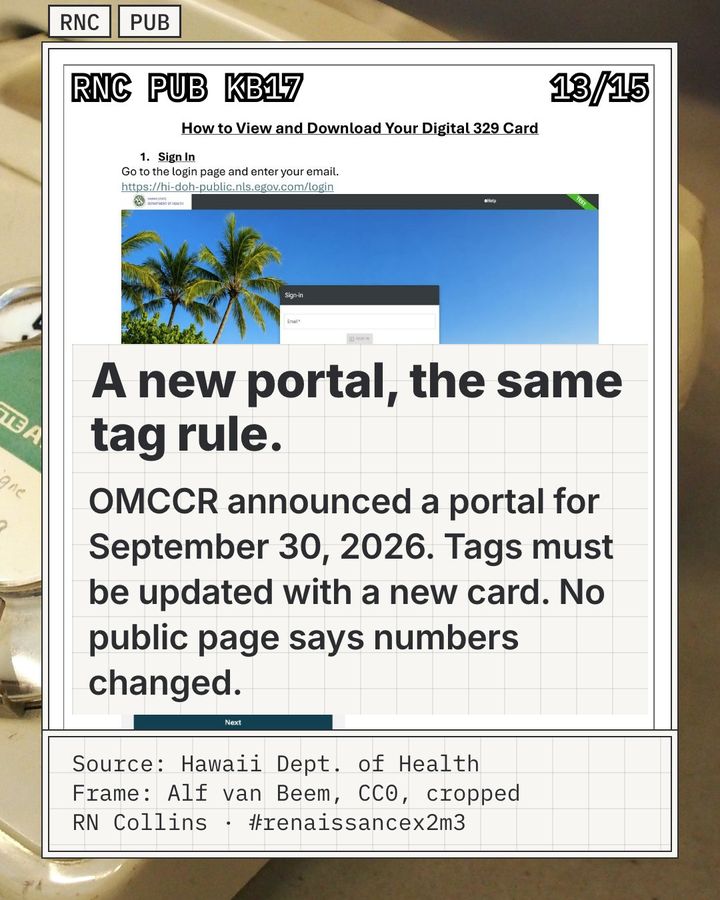 RNC PUB
RNC PUB KB17 13/15
How to View and Download Your Digital 329 Card
1. Sign In
Go to the login page and enter your email.
https://hi-doh-public.nls.egov.com/login
Help
TEST
Sign-in
Email*
SIGN IN
A new portal, the same
tag rule.
OMCCR announced a portal for
September 30, 2026. Tags must
be updated with a new card. No
public page says numbers
changed.
Next
Source: Hawaii Dept. of Health
Frame: Alf van Beem, CC0, cropped
RN Collins · #renaissancex2m3